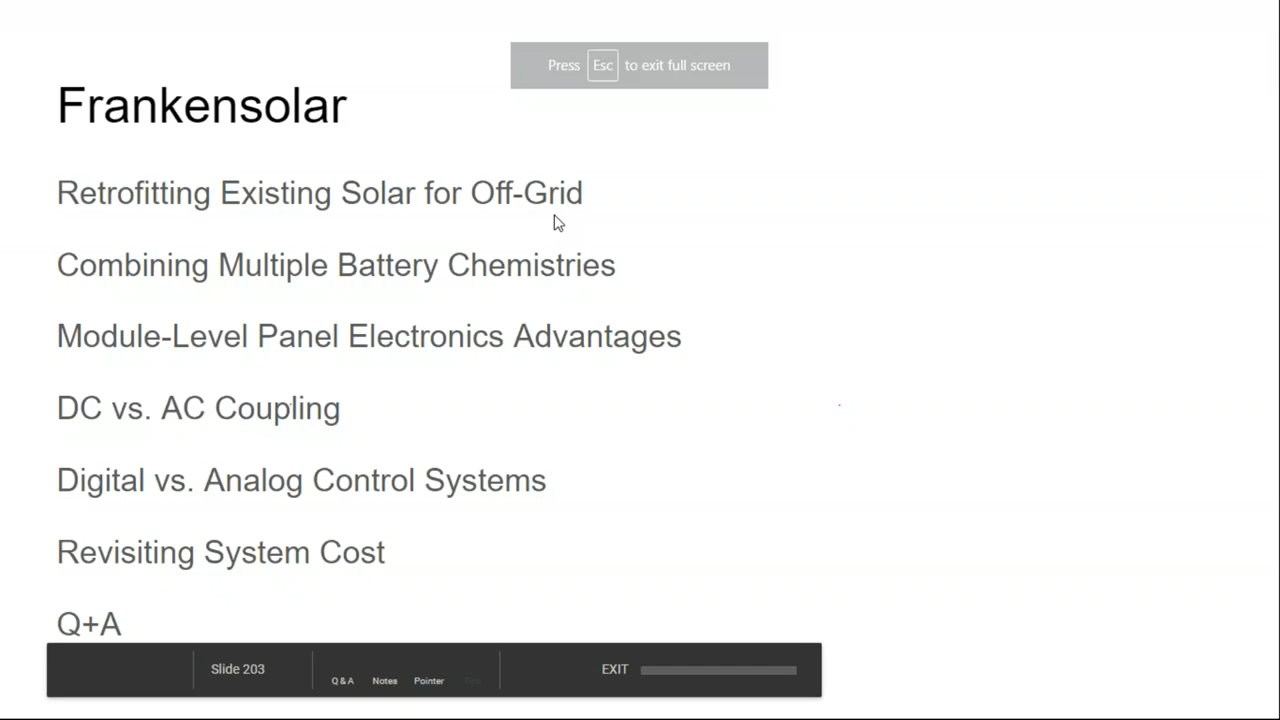 Press Esc to exit full screen
Frankensolar
Retrofitting Existing Solar for Off-Grid
Combining Multiple Battery Chemistries
Module-Level Panel Electronics Advantages
DC vs. AC Coupling
Digital vs. Analog Control Systems
Revisiting System Cost
Q+A
Slide 203
Q & A Notes Pointer
EXIT